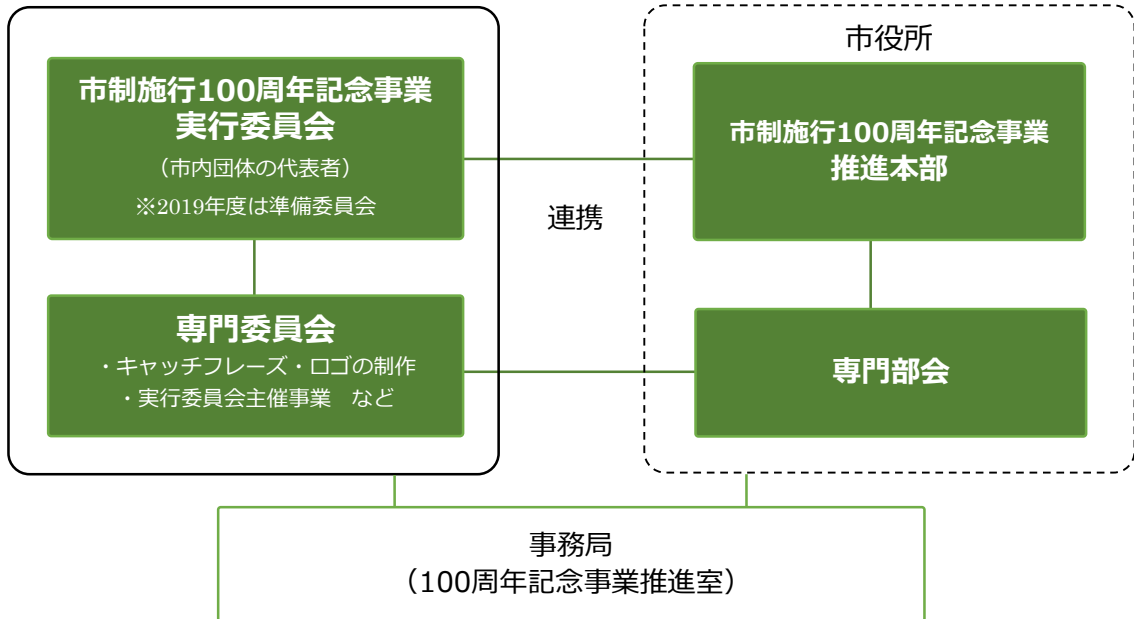 市制施行100周年記念事業
実行委員会
（市内団体の代表者）
※2019年度は準備委員会
専門委員会
・キャッチフレーズ・ロゴの制作
・実行委員会主催事業　など
連携
市役所
市制施行100周年記念事業
推進本部
専門部会
事務局
（100周年記念事業推進室）